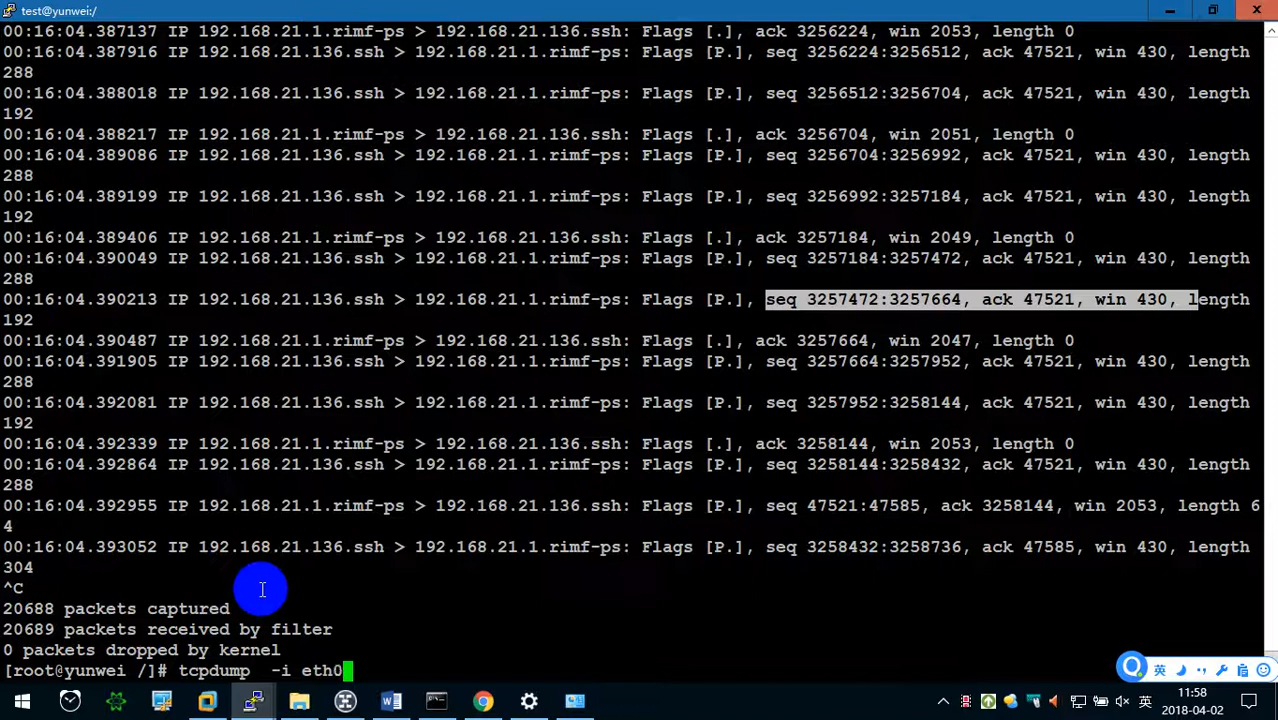 test@yunwei:/
00:16:04.387137 IP 192.168.21.1.rimf-ps > 192.168.21.136.ssh: Flags [.], ack 3256224, win 2053, length 0
00:16:04.387916 IP 192.168.21.136.ssh > 192.168.21.1.rimf-ps: Flags [P.], seq 3256224:3256512, ack 47521, win 430, length
288
00:16:04.388018 IP 192.168.21.136.ssh > 192.168.21.1.rimf-ps: Flags [P.], seq 3256512:3256704, ack 47521, win 430, length
192
00:16:04.388217 IP 192.168.21.1.rimf-ps > 192.168.21.136.ssh: Flags [.], ack 3256704, win 2051, length 0
00:16:04.389086 IP 192.168.21.136.ssh > 192.168.21.1.rimf-ps: Flags [P.], seq 3256704:3256992, ack 47521, win 430, length
288
00:16:04.389199 IP 192.168.21.136.ssh > 192.168.21.1.rimf-ps: Flags [P.], seq 3256992:3257184, ack 47521, win 430, length
192
00:16:04.389406 IP 192.168.21.1.rimf-ps > 192.168.21.136.ssh: Flags [.], ack 3257184, win 2049, length 0
00:16:04.390049 IP 192.168.21.136.ssh > 192.168.21.1.rimf-ps: Flags [P.], seq 3257184:3257472, ack 47521, win 430, length
288
00:16:04.390213 IP 192.168.21.136.ssh > 192.168.21.1.rimf-ps: Flags [P.], seq 3257472:3257664, ack 47521, win 430, length
192
00:16:04.390487 IP 192.168.21.1.rimf-ps > 192.168.21.136.ssh: Flags [.], ack 3257664, win 2047, length 0
00:16:04.391905 IP 192.168.21.136.ssh > 192.168.21.1.rimf-ps: Flags [P.], seq 3257664:3257952, ack 47521, win 430, length
288
00:16:04.392081 IP 192.168.21.136.ssh > 192.168.21.1.rimf-ps: Flags [P.], seq 3257952:3258144, ack 47521, win 430, length
192
00:16:04.392339 IP 192.168.21.1.rimf-ps > 192.168.21.136.ssh: Flags [.], ack 3258144, win 2053, length 0
00:16:04.392864 IP 192.168.21.136.ssh > 192.168.21.1.rimf-ps: Flags [P.], seq 3258144:3258432, ack 47521, win 430, length
288
00:16:04.392955 IP 192.168.21.1.rimf-ps > 192.168.21.136.ssh: Flags [P.], seq 47521:47585, ack 3258144, win 2053, length 6
4
00:16:04.393052 IP 192.168.21.136.ssh > 192.168.21.1.rimf-ps: Flags [P.], seq 3258432:3258736, ack 47585, win 430, length
304
^C
20688 packets captured
20689 packets received by filter
0 packets dropped by kernel
[root@yunwei /]# tcpdump  -i eth0
英
英
11:58
2018-04-02